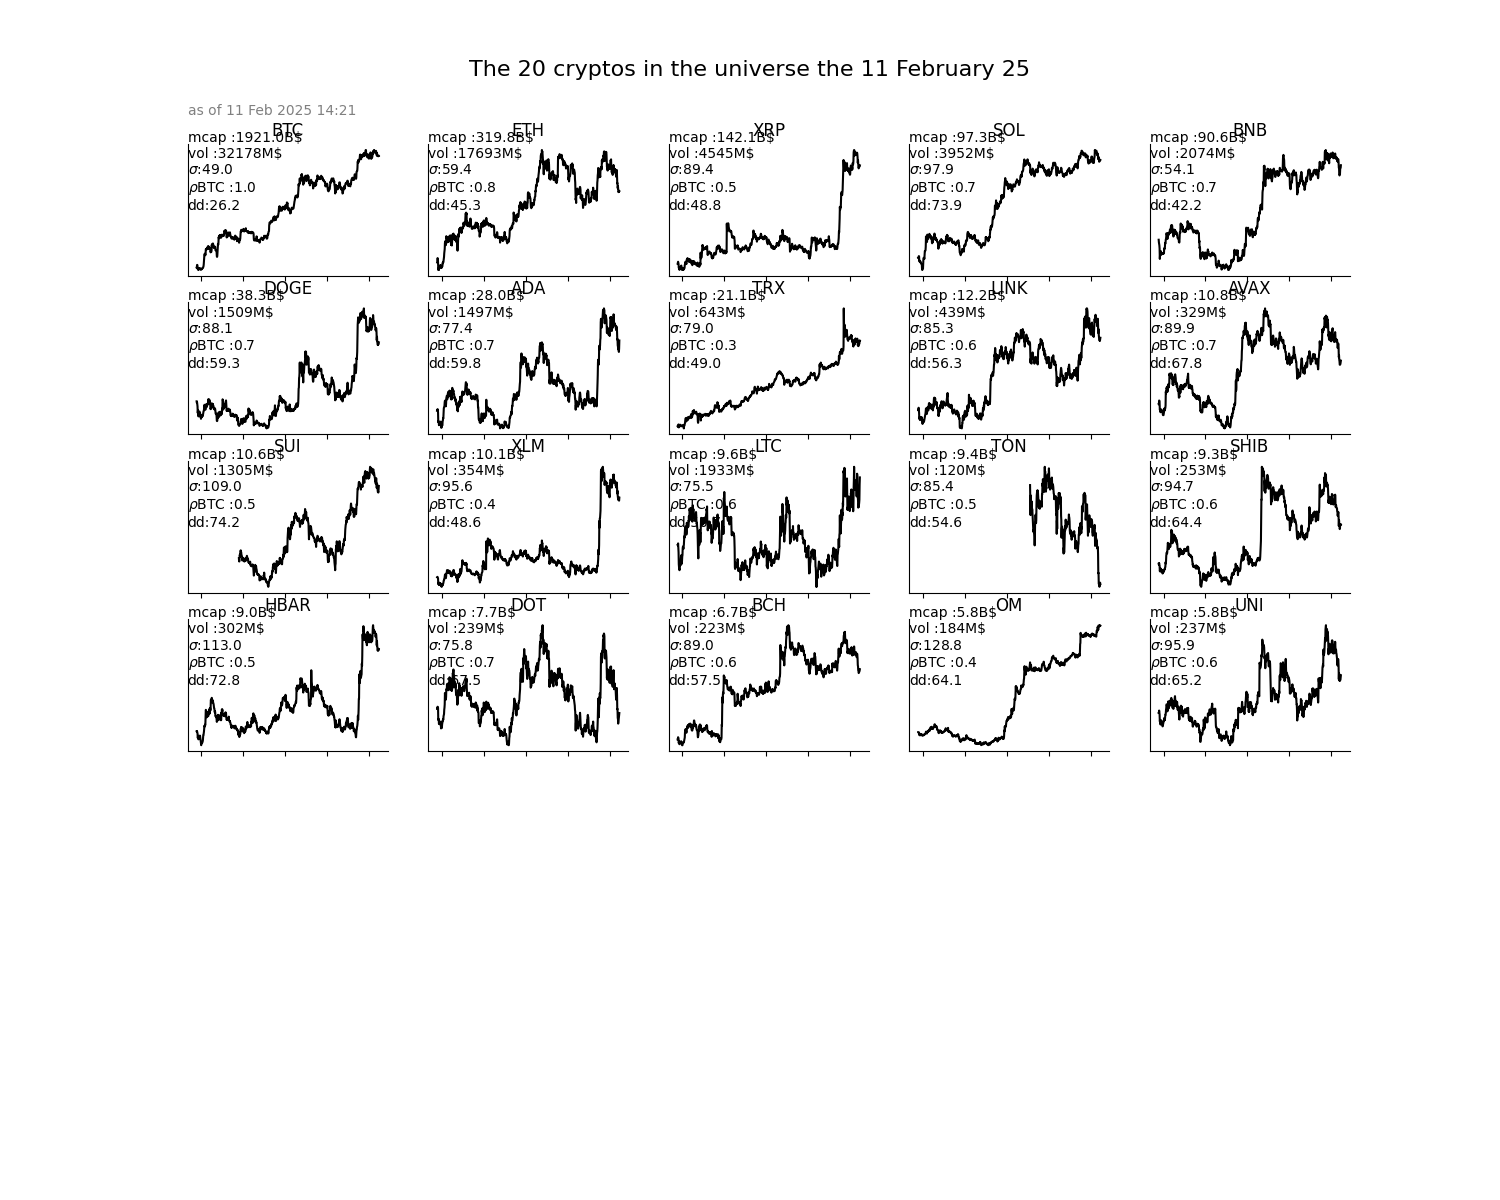 The 20 cryptos in the universe the 11 February 25
as of 11 Feb 2025 14:21
BTC
mcap :1921.0B$
vol :32178M$
σ:49.0
ρBTC :1.0
dd:26.2
ETH
mcap :319.8B$
vol :17693M$
σ:59.4
ρBTC :0.8
dd:45.3
XRP
mcap :142.1B$
vol :4545M$
σ:89.4
ρBTC :0.5
dd:48.8
SOL
mcap :97.3B$
vol :3952M$
σ:97.9
ρBTC :0.7
dd:73.9
BNB
mcap :90.6B$
vol :2074M$
σ:54.1
ρBTC :0.7
dd:42.2
DOGE
mcap :38.3B$
vol :1509M$
σ:88.1
ρBTC :0.7
dd:59.3
ADA
mcap :28.0B$
vol :1497M$
σ:77.4
ρBTC :0.7
dd:59.8
TRX
mcap :21.1B$
vol :643M$
σ:79.0
ρBTC :0.3
dd:49.0
LINK
mcap :12.2B$
vol :439M$
σ:85.3
ρBTC :0.6
dd:56.3
AVAX
mcap :10.8B$
vol :329M$
σ:89.9
ρBTC :0.7
dd:67.8
SUI
mcap :10.6B$
vol :1305M$
σ:109.0
ρBTC :0.5
dd:74.2
XLM
mcap :10.1B$
vol :354M$
σ:95.6
ρBTC :0.4
dd:48.6
LTC
mcap :9.6B$
vol :1933M$
σ:75.5
ρBTC :0.6
TON
mcap :9.4B$
vol :120M$
σ:85.4
ρBTC :0.5
dd:54.6
SHIB
mcap :9.3B$
vol :253M$
σ:94.7
ρBTC :0.6
dd:64.4
HBAR
mcap :9.0B$
vol :302M$
σ:113.0
ρBTC :0.5
dd:72.8
DOT
mcap :7.7B$
vol :239M$
σ:75.8
ρBTC :0.7
dd:67.5
BCH
mcap :6.7B$
vol :223M$
σ:89.0
ρBTC :0.6
dd:57.5
OM
mcap :5.8B$
vol :184M$
σ:128.8
ρBTC :0.4
dd:64.1
UNI
mcap :5.8B$
vol :237M$
σ:95.9
ρBTC :0.6
dd:65.2